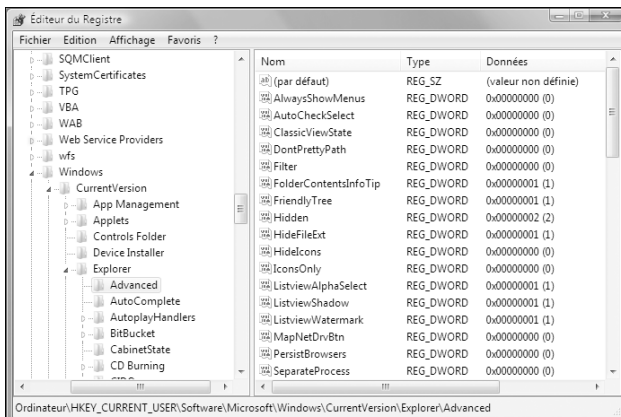 Éditeur du Registre
Fichier Edition Affichage Favoris ?
SQMClient
SystemCertificates
TPG
VBA
WAB
Web Service Providers
wfs
Windows
CurrentVersion
App Management
Applets
Controls Folder
Device Installer
Explorer
Advanced
AutoComplete
AutoplayHandlers
BitBucket
CabinetState
CD Burning
Nom Type Données
(par défaut) REG_SZ (valeur non définie)
AlwaysShowMenus REG_DWORD 0x00000000 (0)
AutoCheckSelect REG_DWORD 0x00000000 (0)
ClassicViewState REG_DWORD 0x00000000 (0)
DontPrettyPath REG_DWORD 0x00000000 (0)
Filter REG_DWORD 0x00000000 (0)
FolderContentsInfoTip REG_DWORD 0x00000001 (1)
FriendlyTree REG_DWORD 0x00000001 (1)
Hidden REG_DWORD 0x00000002 (2)
HideFileExt REG_DWORD 0x00000001 (1)
HideIcons REG_DWORD 0x00000000 (0)
IconsOnly REG_DWORD 0x00000000 (0)
ListviewAlphaSelect REG_DWORD 0x00000001 (1)
ListviewShadow REG_DWORD 0x00000001 (1)
ListviewWatermark REG_DWORD 0x00000001 (1)
MapNetDrvBtn REG_DWORD 0x00000000 (0)
PersistBrowsers REG_DWORD 0x00000000 (0)
SeparateProcess REG_DWORD 0x00000000 (0)
Ordinateur\HKEY_CURRENT_USER\Software\Microsoft\Windows\CurrentVersion\Explorer\Advanced